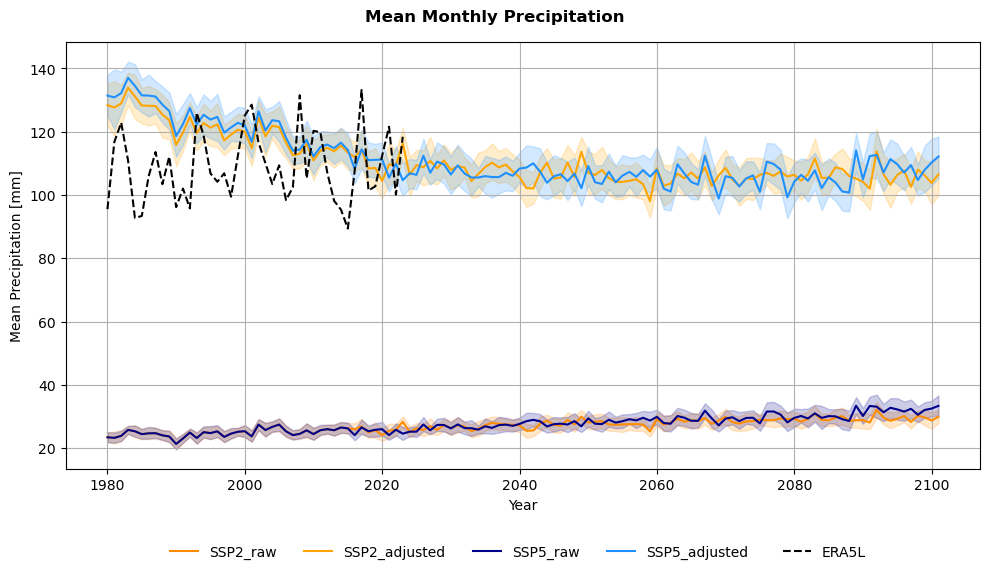 Mean Monthly Precipitation
Mean Precipitation [mm]
140
120
100
80
60
40
20
1980 2000 2020 2040 2060 2080 2100
Year
SSP2_raw SSP2_adjusted SSP5_raw SSP5_adjusted ERA5L